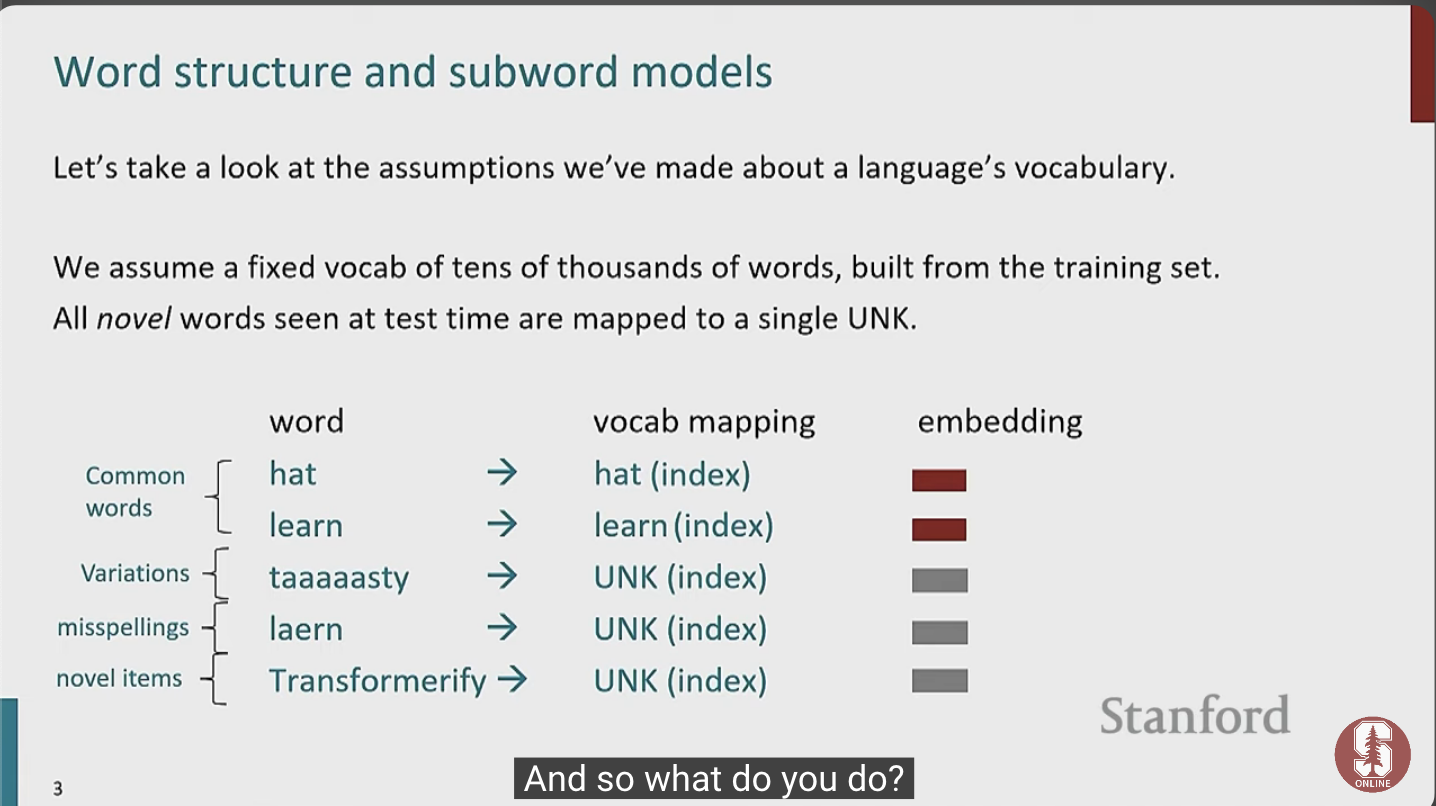 Word structure and subword models
Let's take a look at the assumptions we've made about a language's vocabulary.
We assume a fixed vocab of tens of thousands of words, built from the training set.
All novel words seen at test time are mapped to a single UNK.
word vocab mapping embedding
Common
words
hat → hat (index)
learn → learn (index)
Variations taaaaasty → UNK (index)
misspellings laern → UNK (index)
novel items Transformerify → UNK (index)
Stanford
S
ONLINE
3
And so what do you do?